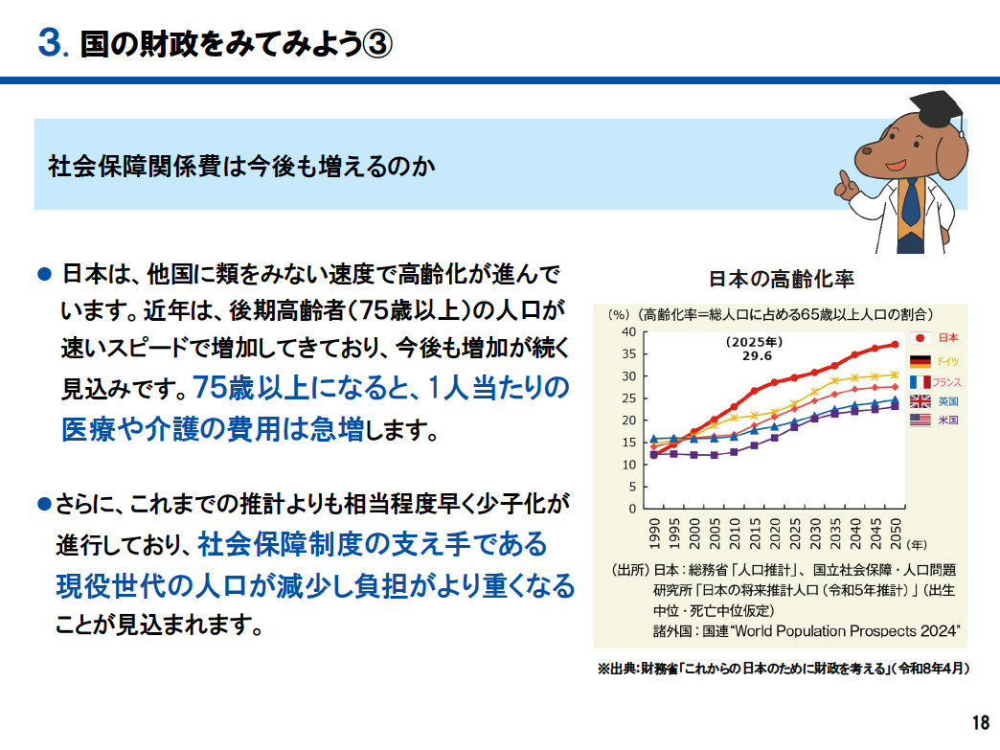 3. 国の財政をみてみよう③
社会保障関係費は今後も増えるのか
● 日本は、他国に類をみない速度で高齢化が進んで
います。近年は、後期高齢者(75歳以上)の人口が
速いスピードで増加してきており、今後も増加が続く
見込みです。75歳以上になると、1人当たりの
医療や介護の費用は急増します。
●さらに、これまでの推計よりも相当程度早く少子化が
進行しており、社会保障制度の支え手である
現役世代の人口が減少し負担がより重くなる
ことが見込まれます。
日本の高齢化率
(%)(高齢化率=総人口に占める65歳以上人口の割合)
40
35
30
25
20
15
10
5
0
(2025年)
29.6
日本
ドイツ
フランス
英国
米国
1990 1995 2000 2005 2010 2015 2020 2025 2030 2035 2040 2045 2050 (年)
(出所)日本:総務省「人口推計」、国立社会保障・人口問題
研究所「日本の将来推計人口(令和5年推計)」(出生
中位・死亡中位仮定)
諸外国:国連“World Population Prospects 2024”
※出典:財務省「これからの日本のために財政を考える」(令和8年4月)
18